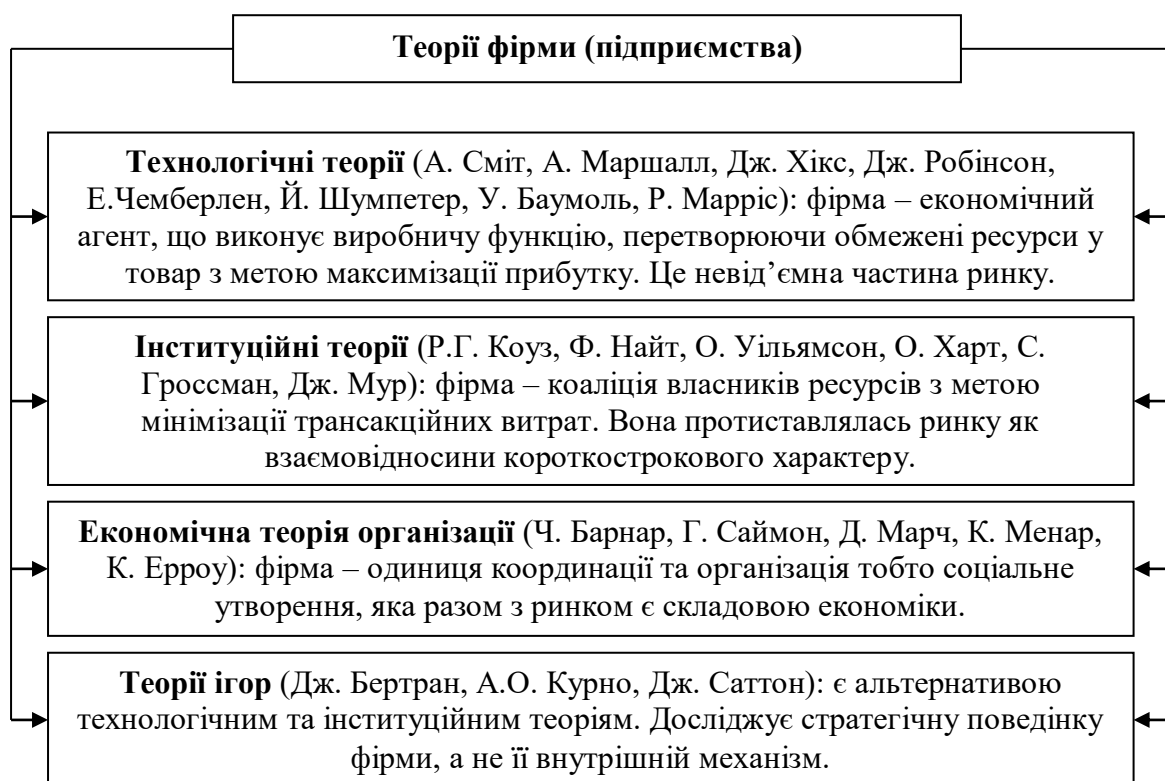 Теорії фірми (підприємства)
Технологічні теорії (А. Сміт, А. Маршалл, Дж. Хікс, Дж. Робінсон,
Е.Чемберлен, Й. Шумпетер, У. Баумоль, Р. Марріс): фірма – економічний
агент, що виконує виробничу функцію, перетворюючи обмежені ресурси у
товар з метою максимізації прибутку. Це невід’ємна частина ринку.
Інституційні теорії (Р.Г. Коуз, Ф. Найт, О. Уільямсон, О. Харт, С.
Гроссман, Дж. Мур): фірма – коаліція власників ресурсів з метою
мінімізації трансакційних витрат. Вона протиставлялась ринку як
взаємовідносини короткострокового характеру.
Економічна теорія організації (Ч. Барнар, Г. Саймон, Д. Марч, К. Менар,
К. Ерроу): фірма – одиниця координації та організація тобто соціальне
утворення, яка разом з ринком є складовою економіки.
Теорії ігор (Дж. Бертран, А.О. Курно, Дж. Саттон): є альтернативою
технологічним та інституційним теоріям. Досліджує стратегічну поведінку
фірми, а не її внутрішній механізм.